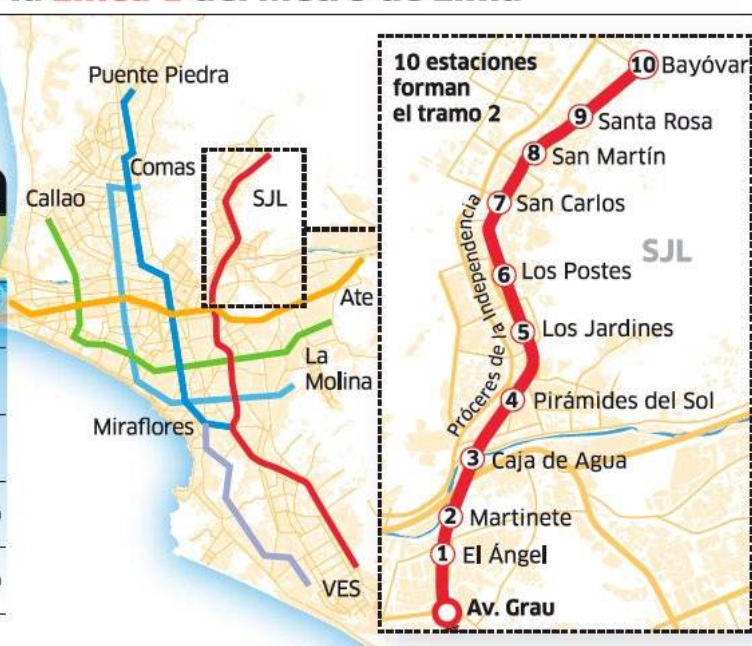 Puente Piedra
Comas
Callao
SJL
Ate
La
Molina
Miraflores
VES
10 estaciones
forman
el tramo 2
10 Bayóvar
9 Santa Rosa
8 San Martín
7 San Carlos
SJL
6 Los Postes
5 Los Jardines
Próceres de la Independencia
4 Pirámides del Sol
3 Caja de Agua
2 Martinete
1 El Ángel
Av. Grau